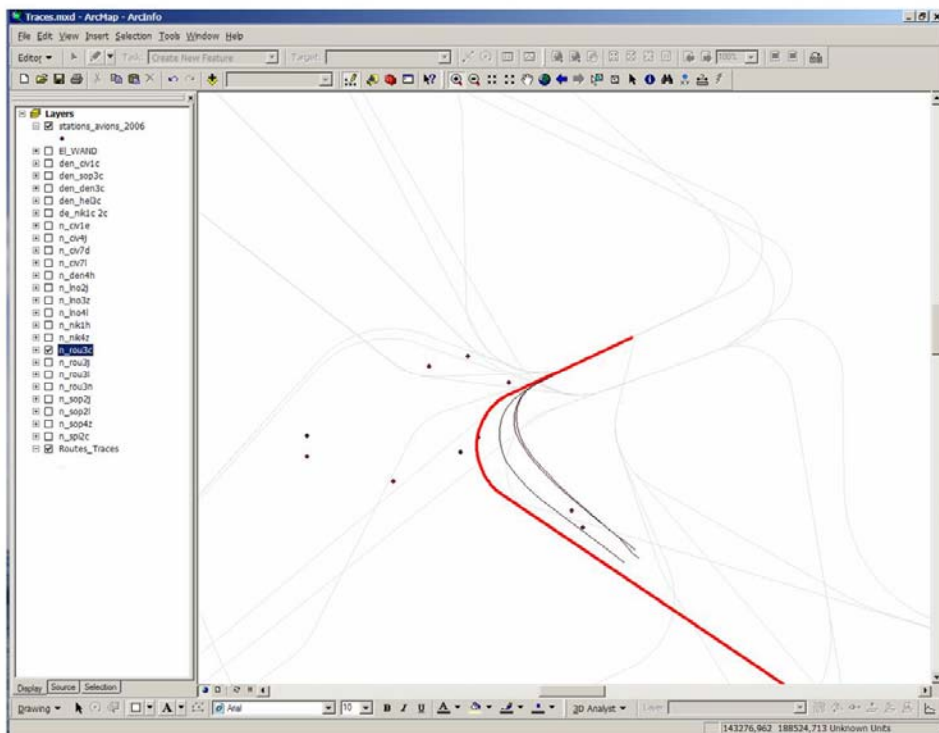 Traces.mxd - ArcMap - ArcInfo
File Edit View Insert Selection Tools Window Help
Editor Task: Create New Feature Target: 100%
Layers
stations_avions_2006
El_WAND
den_civ1c
den_sop3c
den_den3c
den_hel3c
de_nik1c 2c
n_civ1e
n_civ4j
n_civ7d
n_civ7l
n_den4h
n_lno2j
n_lno3z
n_lno4l
n_nik1h
n_nik4z
n_rou3c
n_rou3j
n_rou3l
n_rou3n
n_sop2j
n_sop2l
n_sop4z
n_spi2c
Routes_Traces
Display Source Selection
Drawing A Arial 10 B I U A 3D Analyst Layer:
143276,962 188524,713 Unknown Units